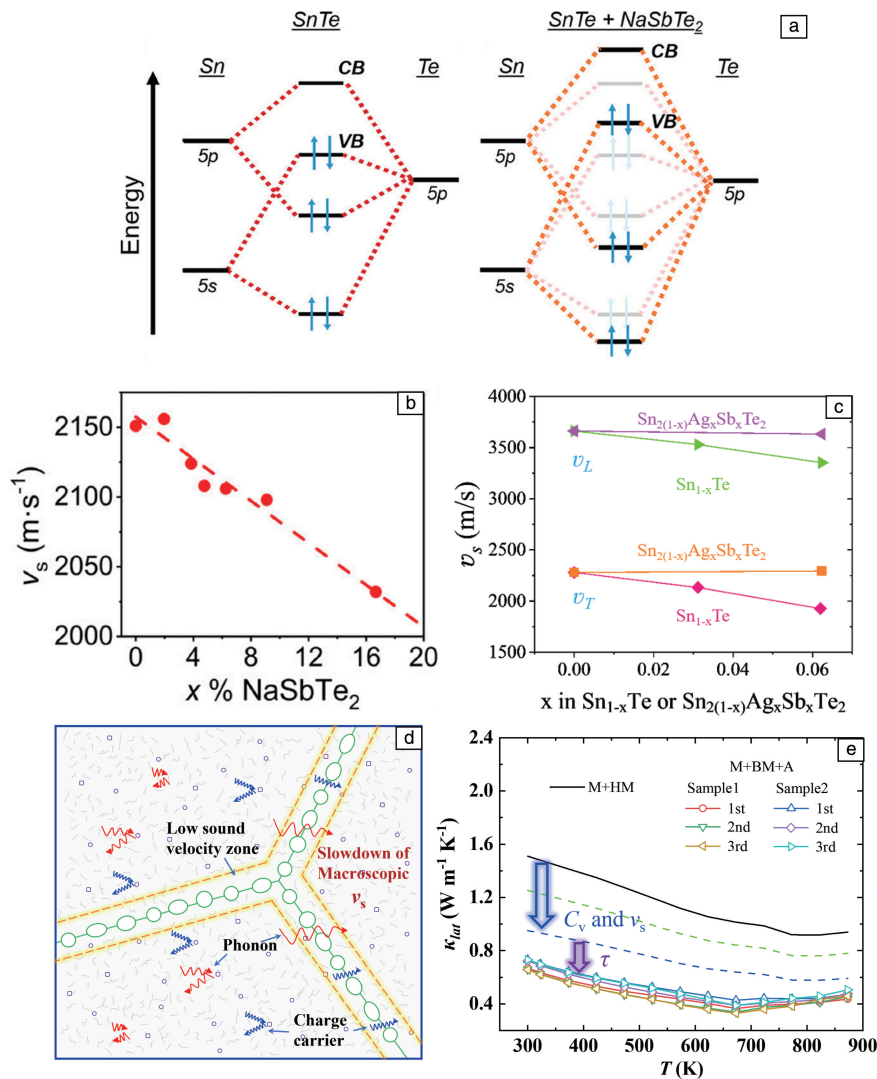 SnTe
SnTe + NaSbTe2
a
Sn
CB
Te
Sn
CB
Te
VB
VB
5p
5p
5p
5p
5s
5s
Energy
b
2150
2100
2050
2000
vs (m·s⁻¹)
0 4 8 12 16 20
x % NaSbTe2
c
4000
3500
3000
2500
2000
1500
vs (m/s)
Sn2(1-x)AgxSbxTe2
vL
Sn1-xTe
Sn2(1-x)AgxSbxTe2
vT
Sn1-xTe
0.00 0.02 0.04 0.06
x in Sn1-xTe or Sn2(1-x)AgxSbxTe2
d
Low sound
velocity zone
Slowdown of
Macroscopic
vs
Phonon
Charge
carrier
e
2.4
2.0
1.6
1.2
0.8
0.4
κlat (W m⁻¹ K⁻¹)
M+HM
M+BM+A
Sample1 Sample2
1st 1st
2nd 2nd
3rd 3rd
Cv and vs
τ
300 400 500 600 700 800 900
T (K)